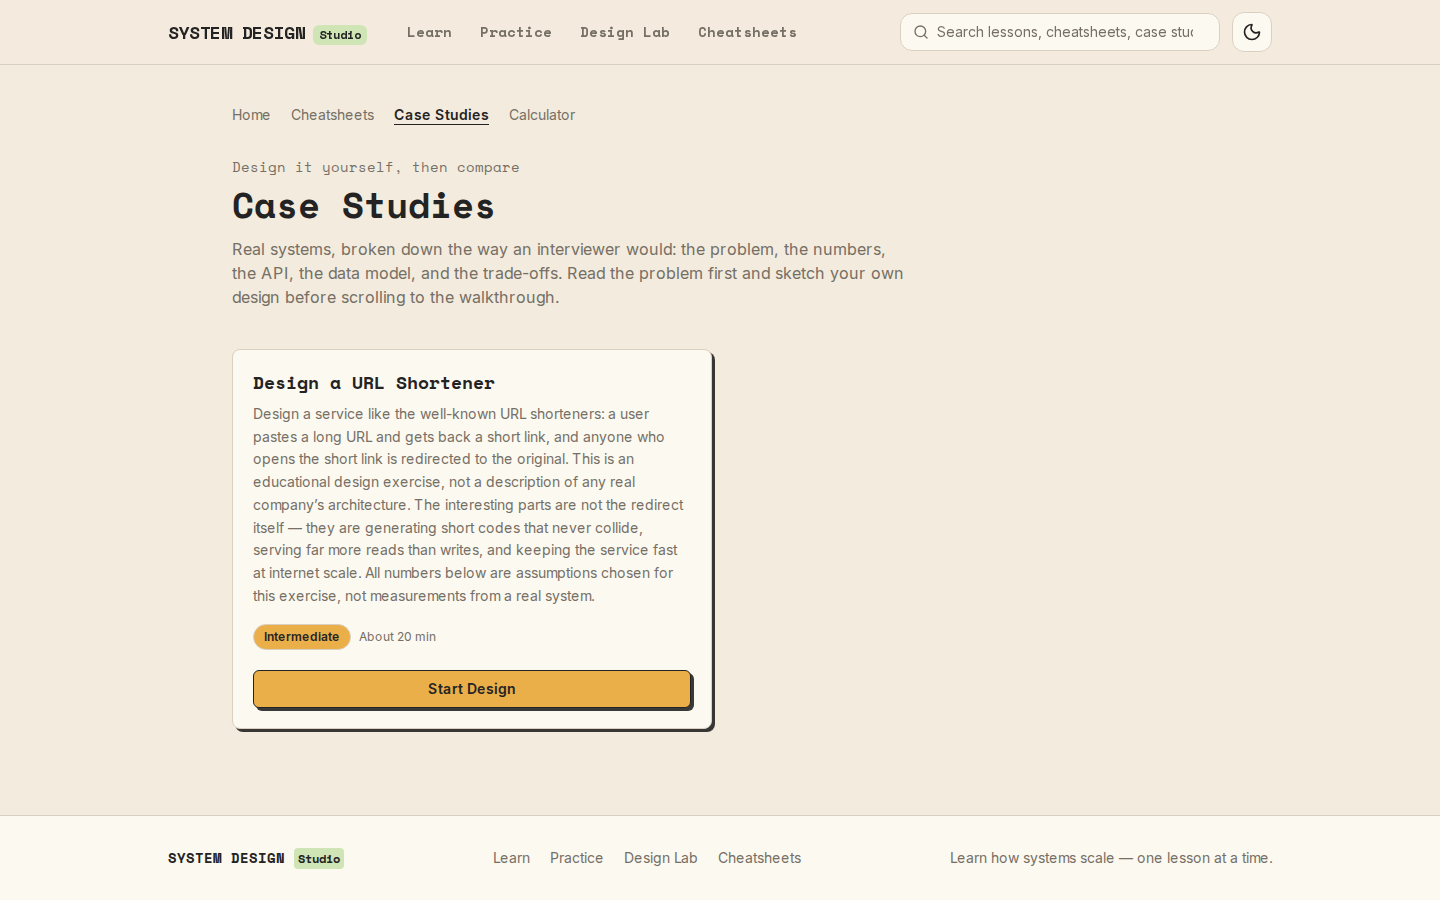 SYSTEM DESIGN Studio Learn Practice Design Lab Cheatsheets Search lessons, cheatsheets, case stud
Home Cheatsheets Case Studies Calculator
Design it yourself, then compare
Case Studies
Real systems, broken down the way an interviewer would: the problem, the numbers,
the API, the data model, and the trade-offs. Read the problem first and sketch your own
design before scrolling to the walkthrough.
Design a URL Shortener
Design a service like the well-known URL shorteners: a user
pastes a long URL and gets back a short link, and anyone who
opens the short link is redirected to the original. This is an
educational design exercise, not a description of any real
company’s architecture. The interesting parts are not the redirect
itself — they are generating short codes that never collide,
serving far more reads than writes, and keeping the service fast
at internet scale. All numbers below are assumptions chosen for
this exercise, not measurements from a real system.
Intermediate About 20 min
Start Design
SYSTEM DESIGN Studio Learn Practice Design Lab Cheatsheets Learn how systems scale — one lesson at a time.